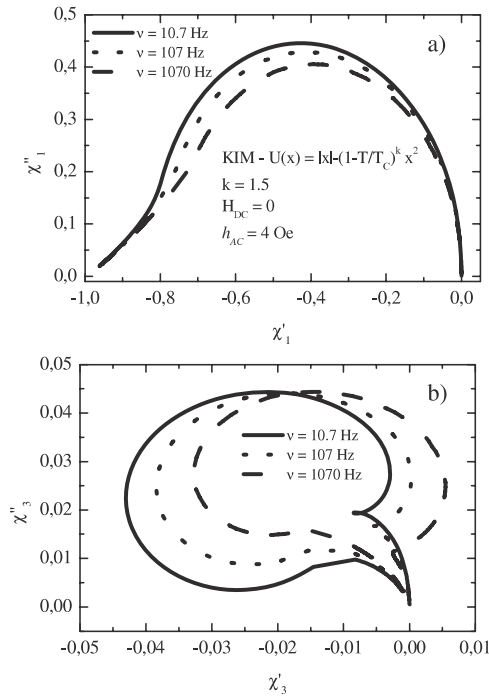 0,5
0,4
0,3
0,2
0,1
0,0
χ''₁
ν = 10.7 Hz
ν = 107 Hz
ν = 1070 Hz
a)
KIM - U(x) = |x|-(1-T/T_C)^k x²
k = 1.5
H_DC = 0
h_AC = 4 Oe
-1,0 -0,8 -0,6 -0,4 -0,2 0,0
χ'₁
0,05
0,04
0,03
0,02
0,01
0,00
χ''₃
b)
ν = 10.7 Hz
ν = 107 Hz
ν = 1070 Hz
-0,05 -0,04 -0,03 -0,02 -0,01 0,00 0,01
χ'₃